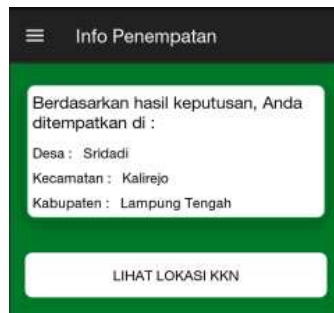 Info Penempatan
Berdasarkan hasil keputusan, Anda
ditempatkan di :
Desa : Sridadi
Kecamatan : Kalirejo
Kabupaten : Lampung Tengah
LIHAT LOKASI KKN